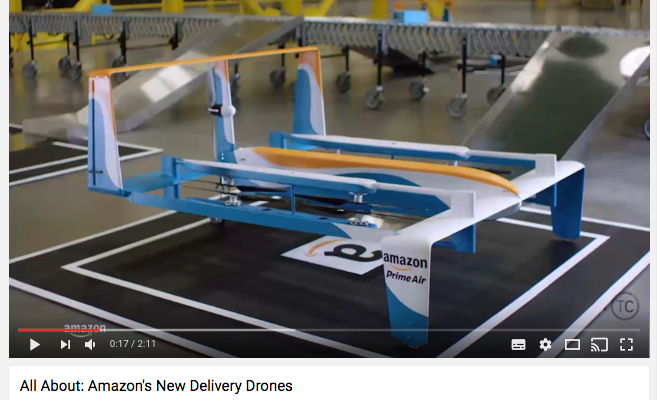 a
amazon
Prime Air
TC
amazon
0:17 / 2:11
All About: Amazon's New Delivery Drones